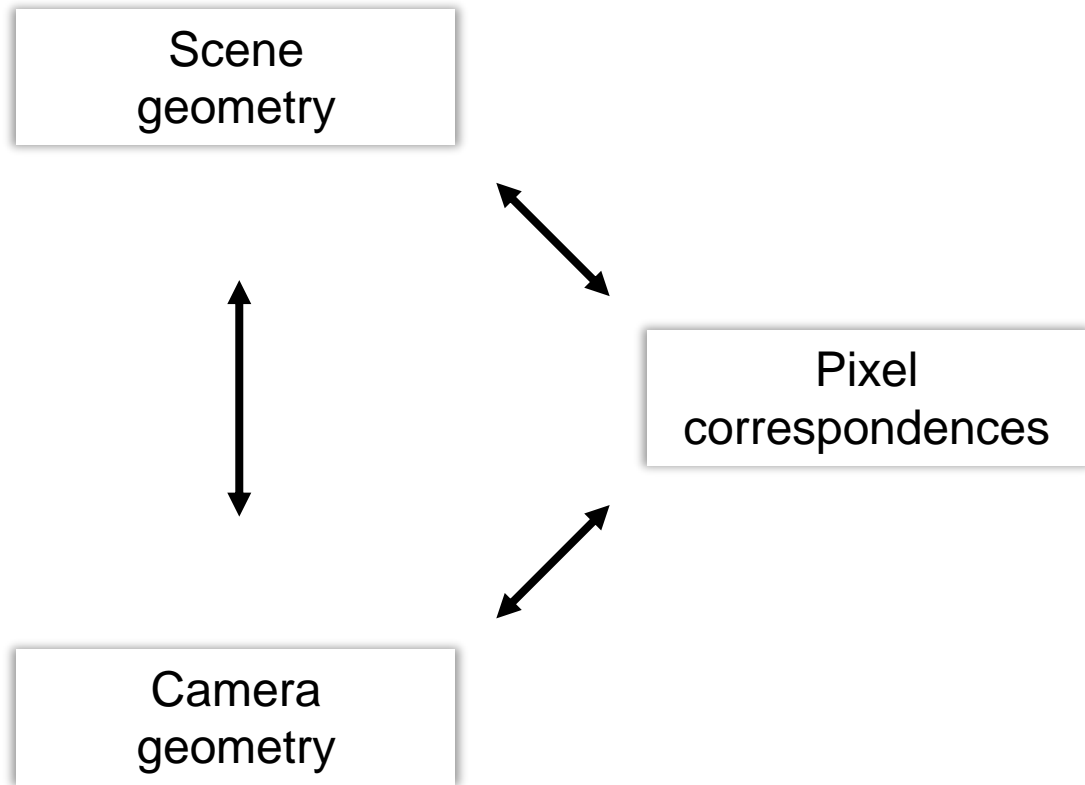 Scene
geometry
Pixel
correspondences
Camera
geometry